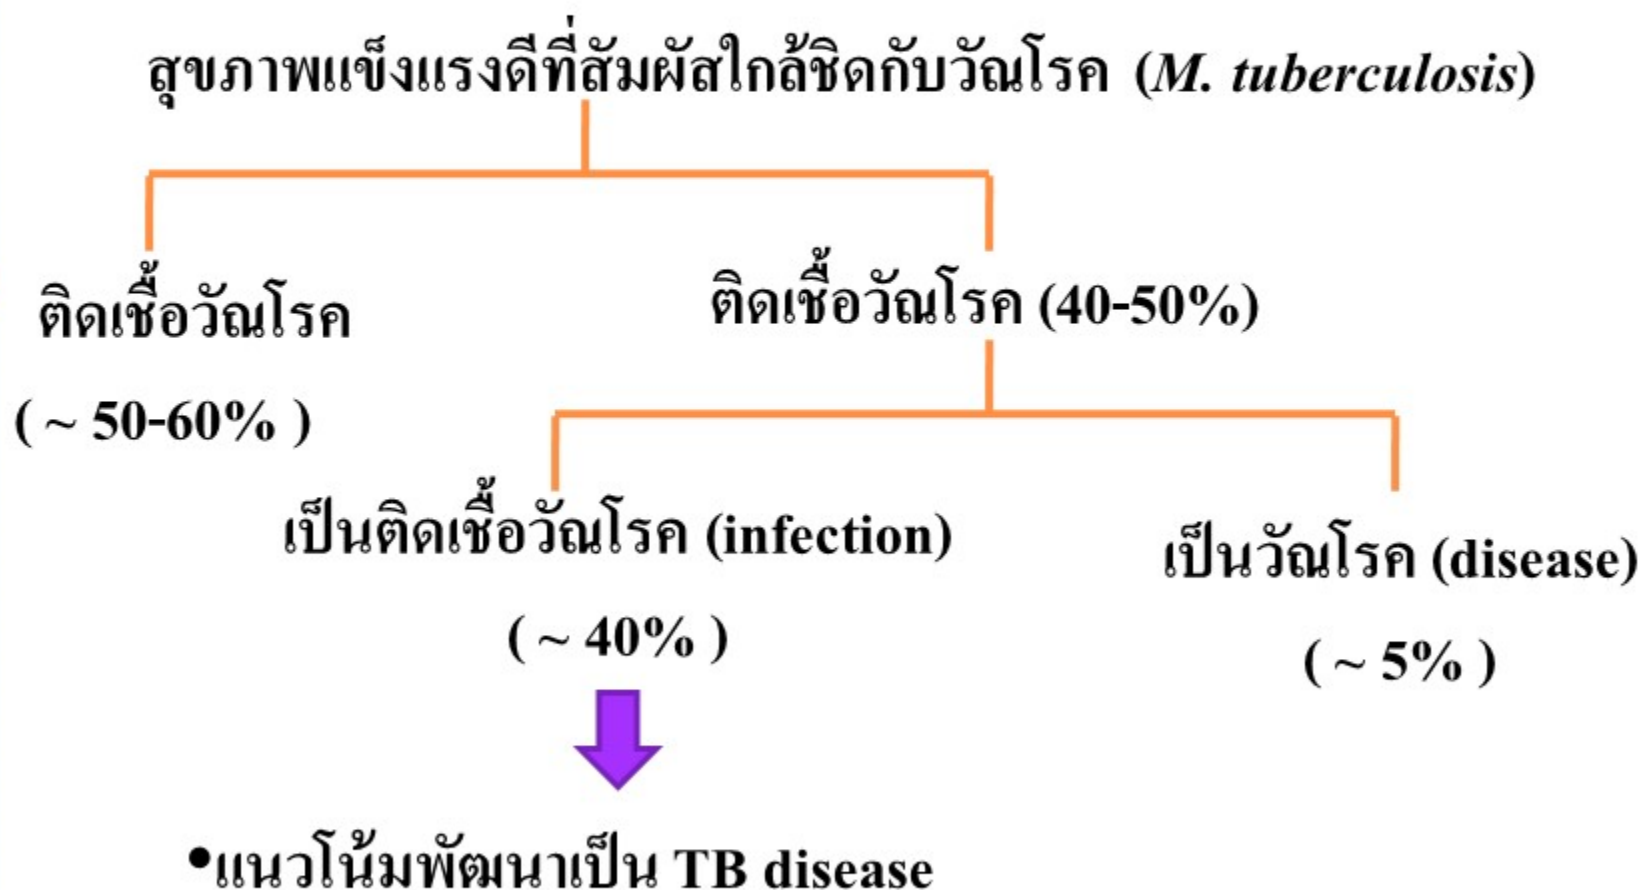 สุขภาพแข็งแรงดีที่สัมผัสใกล้ชิดกับวัณโรค (M. tuberculosis)
ติดเชื้อวัณโรค
( ~ 50-60% )
ติดเชื้อวัณโรค (40-50%)
เป็นติดเชื้อวัณโรค (infection)
( ~ 40% )
เป็นวัณโรค (disease)
( ~ 5% )
•แนวโน้มพัฒนาเป็น TB disease